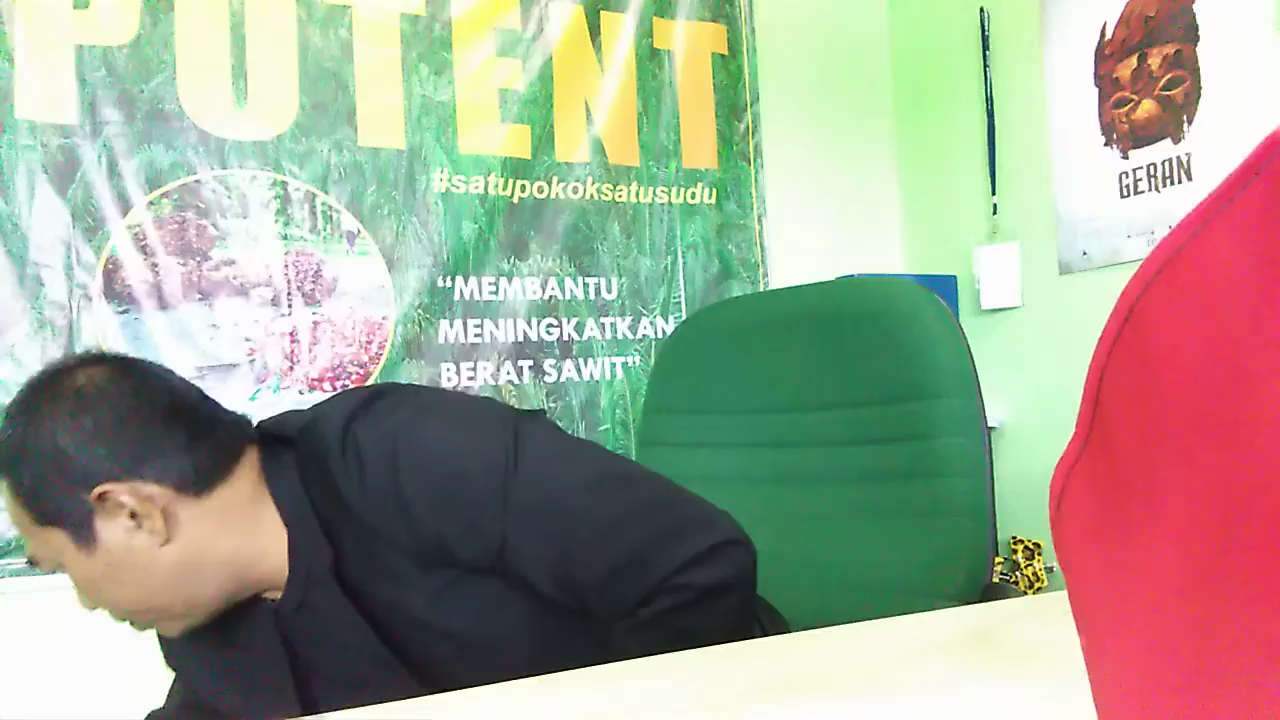 POTENT
#satupokoksatusudu
“MEMBANTU
MENINGKATKAN
BERAT SAWIT”
GERAN